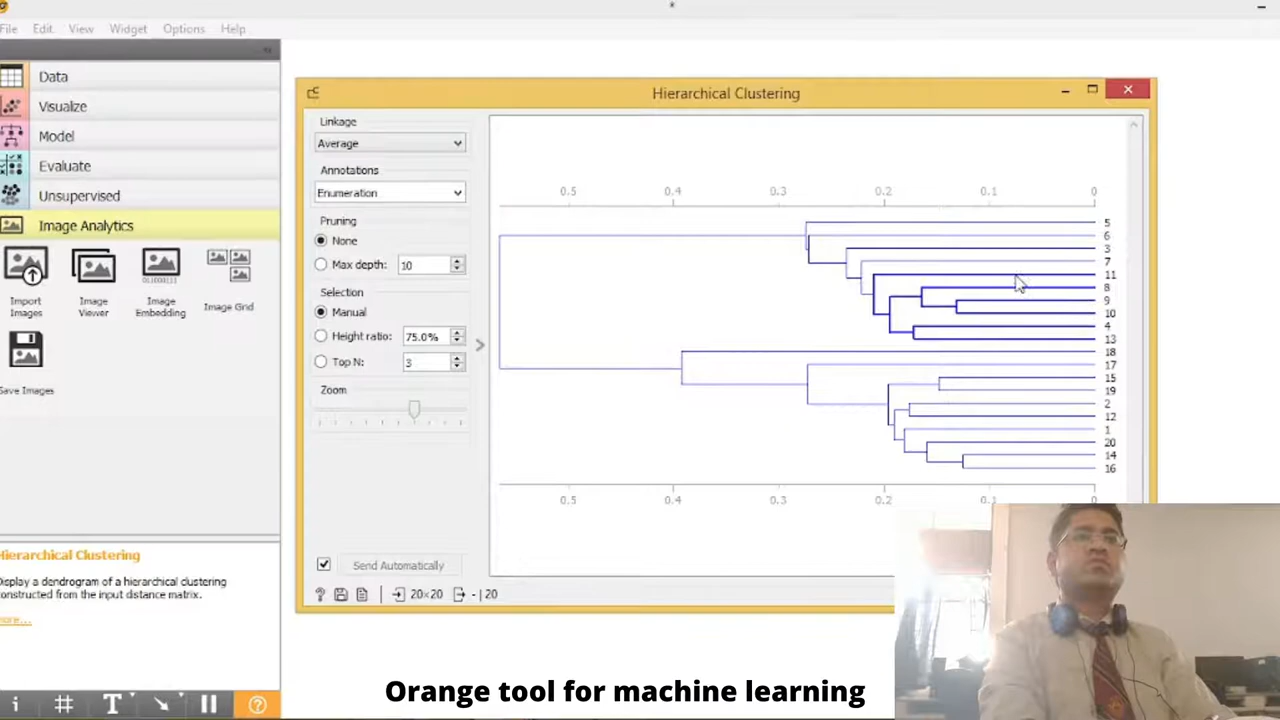 *
File Edit View Widget Options Help
Data
Visualize
Model
Evaluate
Unsupervised
Image Analytics
Import Images
Image Viewer
Image Embedding
Image Grid
Save Images
Hierarchical Clustering
Display a dendrogram of a hierarchical clustering
constructed from the input distance matrix.
more...
Hierarchical Clustering
Linkage
Average
Annotations
Enumeration
Pruning
None
Max depth: 10
Selection
Manual
Height ratio: 75.0%
Top N: 3
Zoom
Send Automatically
20×20 - | 20
0.5 0.4 0.3 0.2 0.1 0
5
6
3
7
11
8
9
10
4
13
18
17
15
19
2
12
1
20
14
16
0.5 0.4 0.3 0.2 0.1 0
Orange tool for machine learning